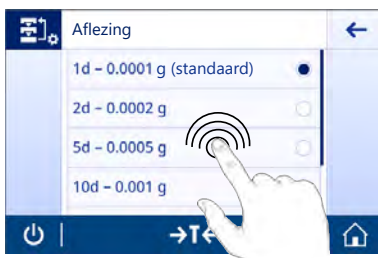 Aflezing
1d – 0.0001 g (standaard)
2d – 0.0002 g
5d – 0.0005 g
10d – 0.001 g
→T←